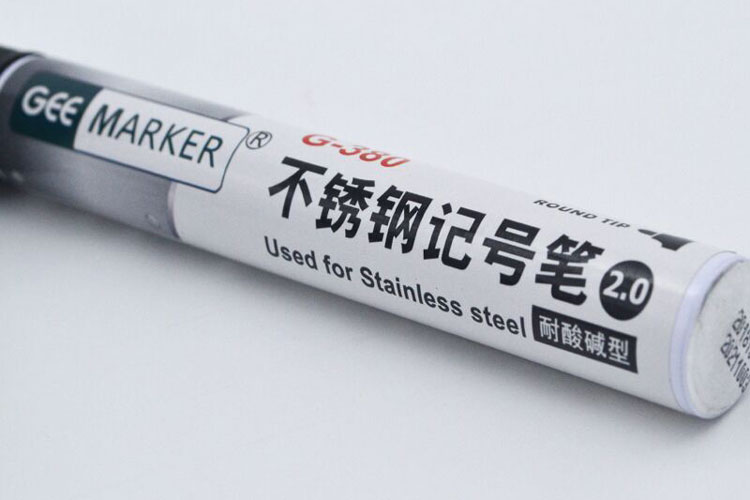 GEE MARKER®
G-380
不锈钢记号笔 2.0
ROUND TIP
Used for Stainless steel
耐酸碱型